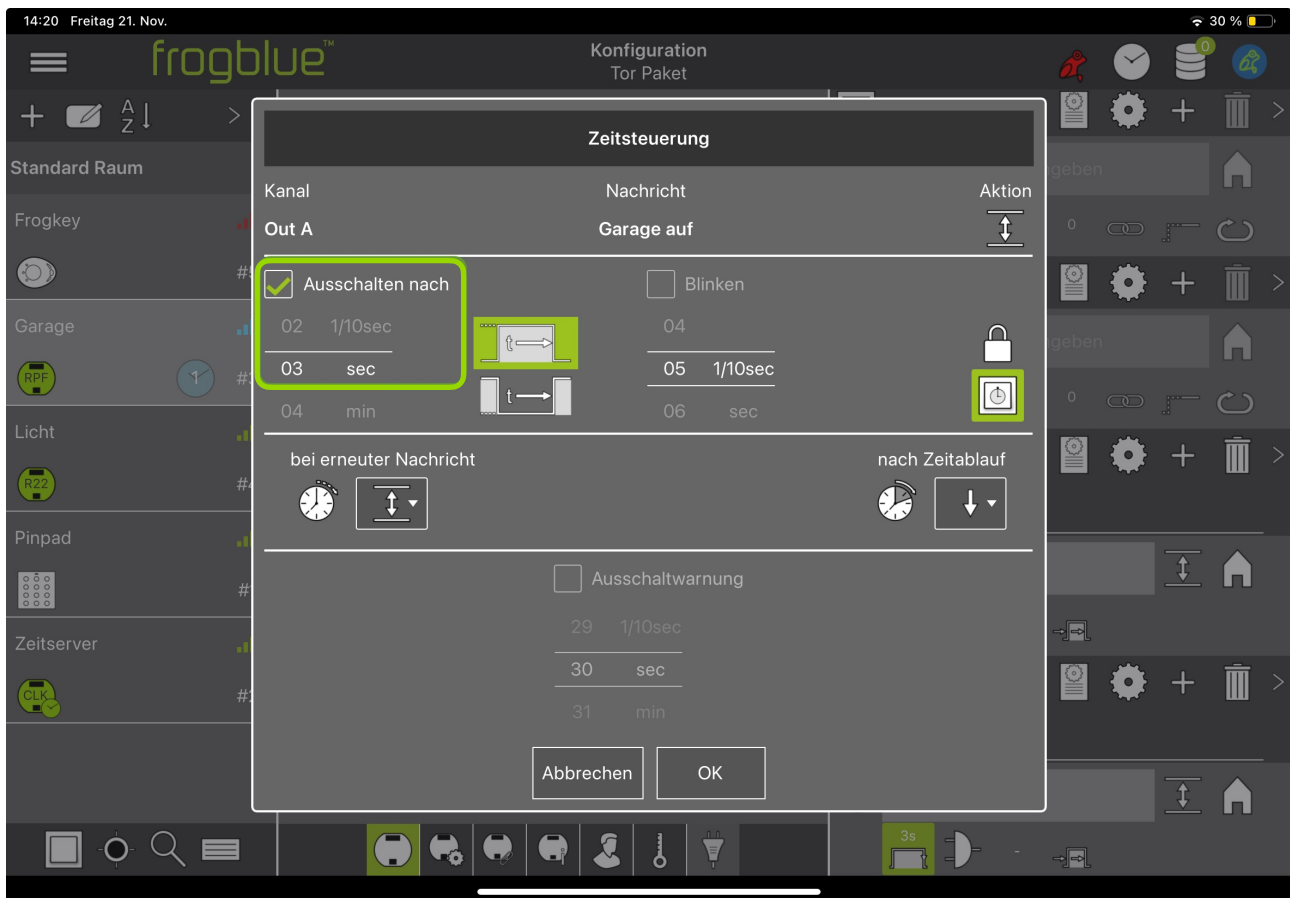 14:20 Freitag 21. Nov.
30 %
frogblue™
Konfiguration
Tor Paket
0
A
Z
Standard Raum
Frogkey
Garage
RPF
1
Licht
R22
Pinpad
Zeitserver
CLK
Zeitsteuerung
Kanal Nachricht Aktion
Out A Garage auf
Ausschalten nach
02 1/10sec
03 sec
04 min
t
t
Blinken
04
05 1/10sec
06 sec
bei erneuter Nachricht
nach Zeitablauf
Ausschaltwarnung
29 1/10sec
30 sec
31 min
Abbrechen OK
0
0
3s
-